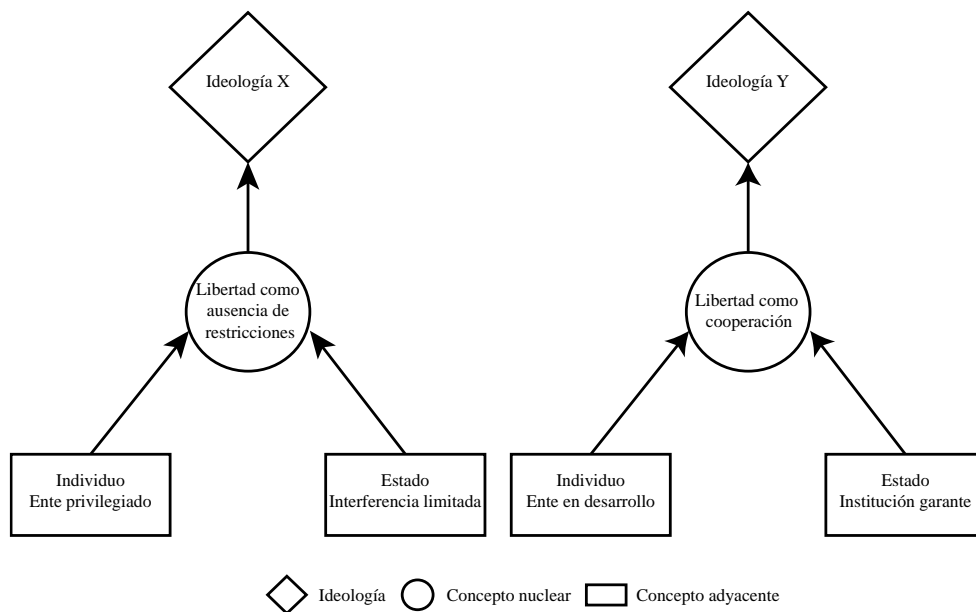 Ideología X
Ideología Y
Libertad como
ausencia de
restricciones
Libertad como
cooperación
Individuo
Ente privilegiado
Estado
Interferencia limitada
Individuo
Ente en desarrollo
Estado
Institución garante
Ideología
Concepto nuclear
Concepto adyacente